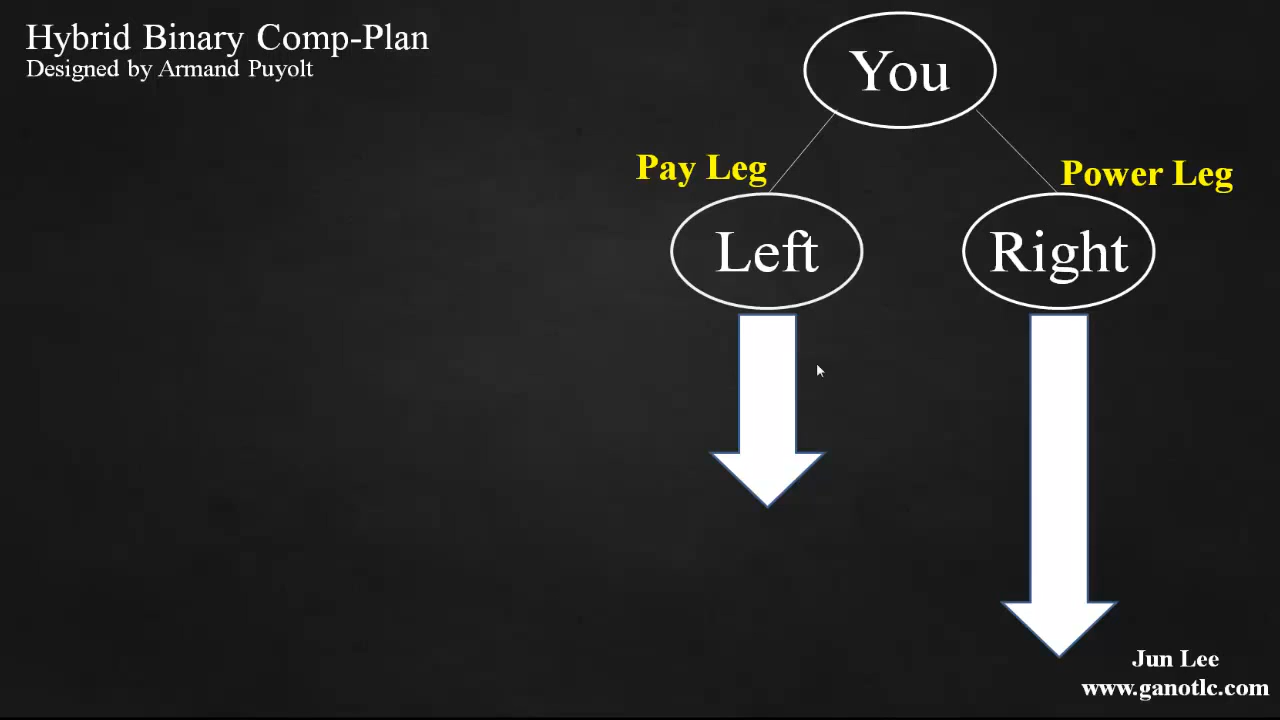 Hybrid Binary Comp-Plan
Designed by Armand Puyolt
You
Pay Leg
Power Leg
Left
Right
Jun Lee
www.ganotlc.com